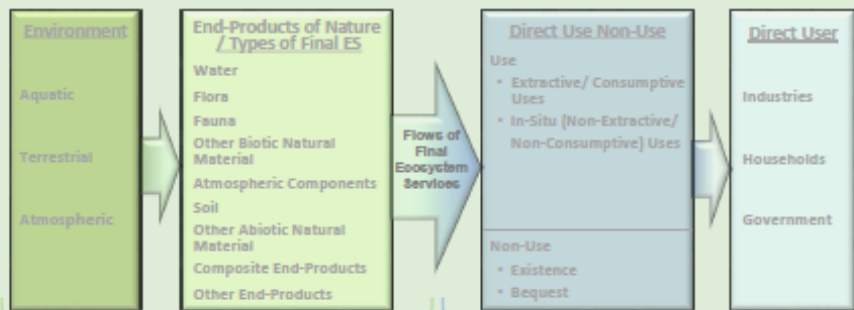 Environment
Aquatic
Terrestrial
Atmospheric
End-Products of Nature
/ Types of Final ES
Water
Flora
Fauna
Other Biotic Natural
Material
Atmospheric Components
Soil
Other Abiotic Natural
Material
Composite End-Products
Other End-Products
Flows of
Final
Ecosystem
Services
Direct Use Non-Use
Use
• Extractive/ Consumptive
Uses
• In-Situ (Non-Extractive/
Non-Consumptive) Uses
Non-Use
• Existence
• Bequest
Direct User
Industries
Households
Government